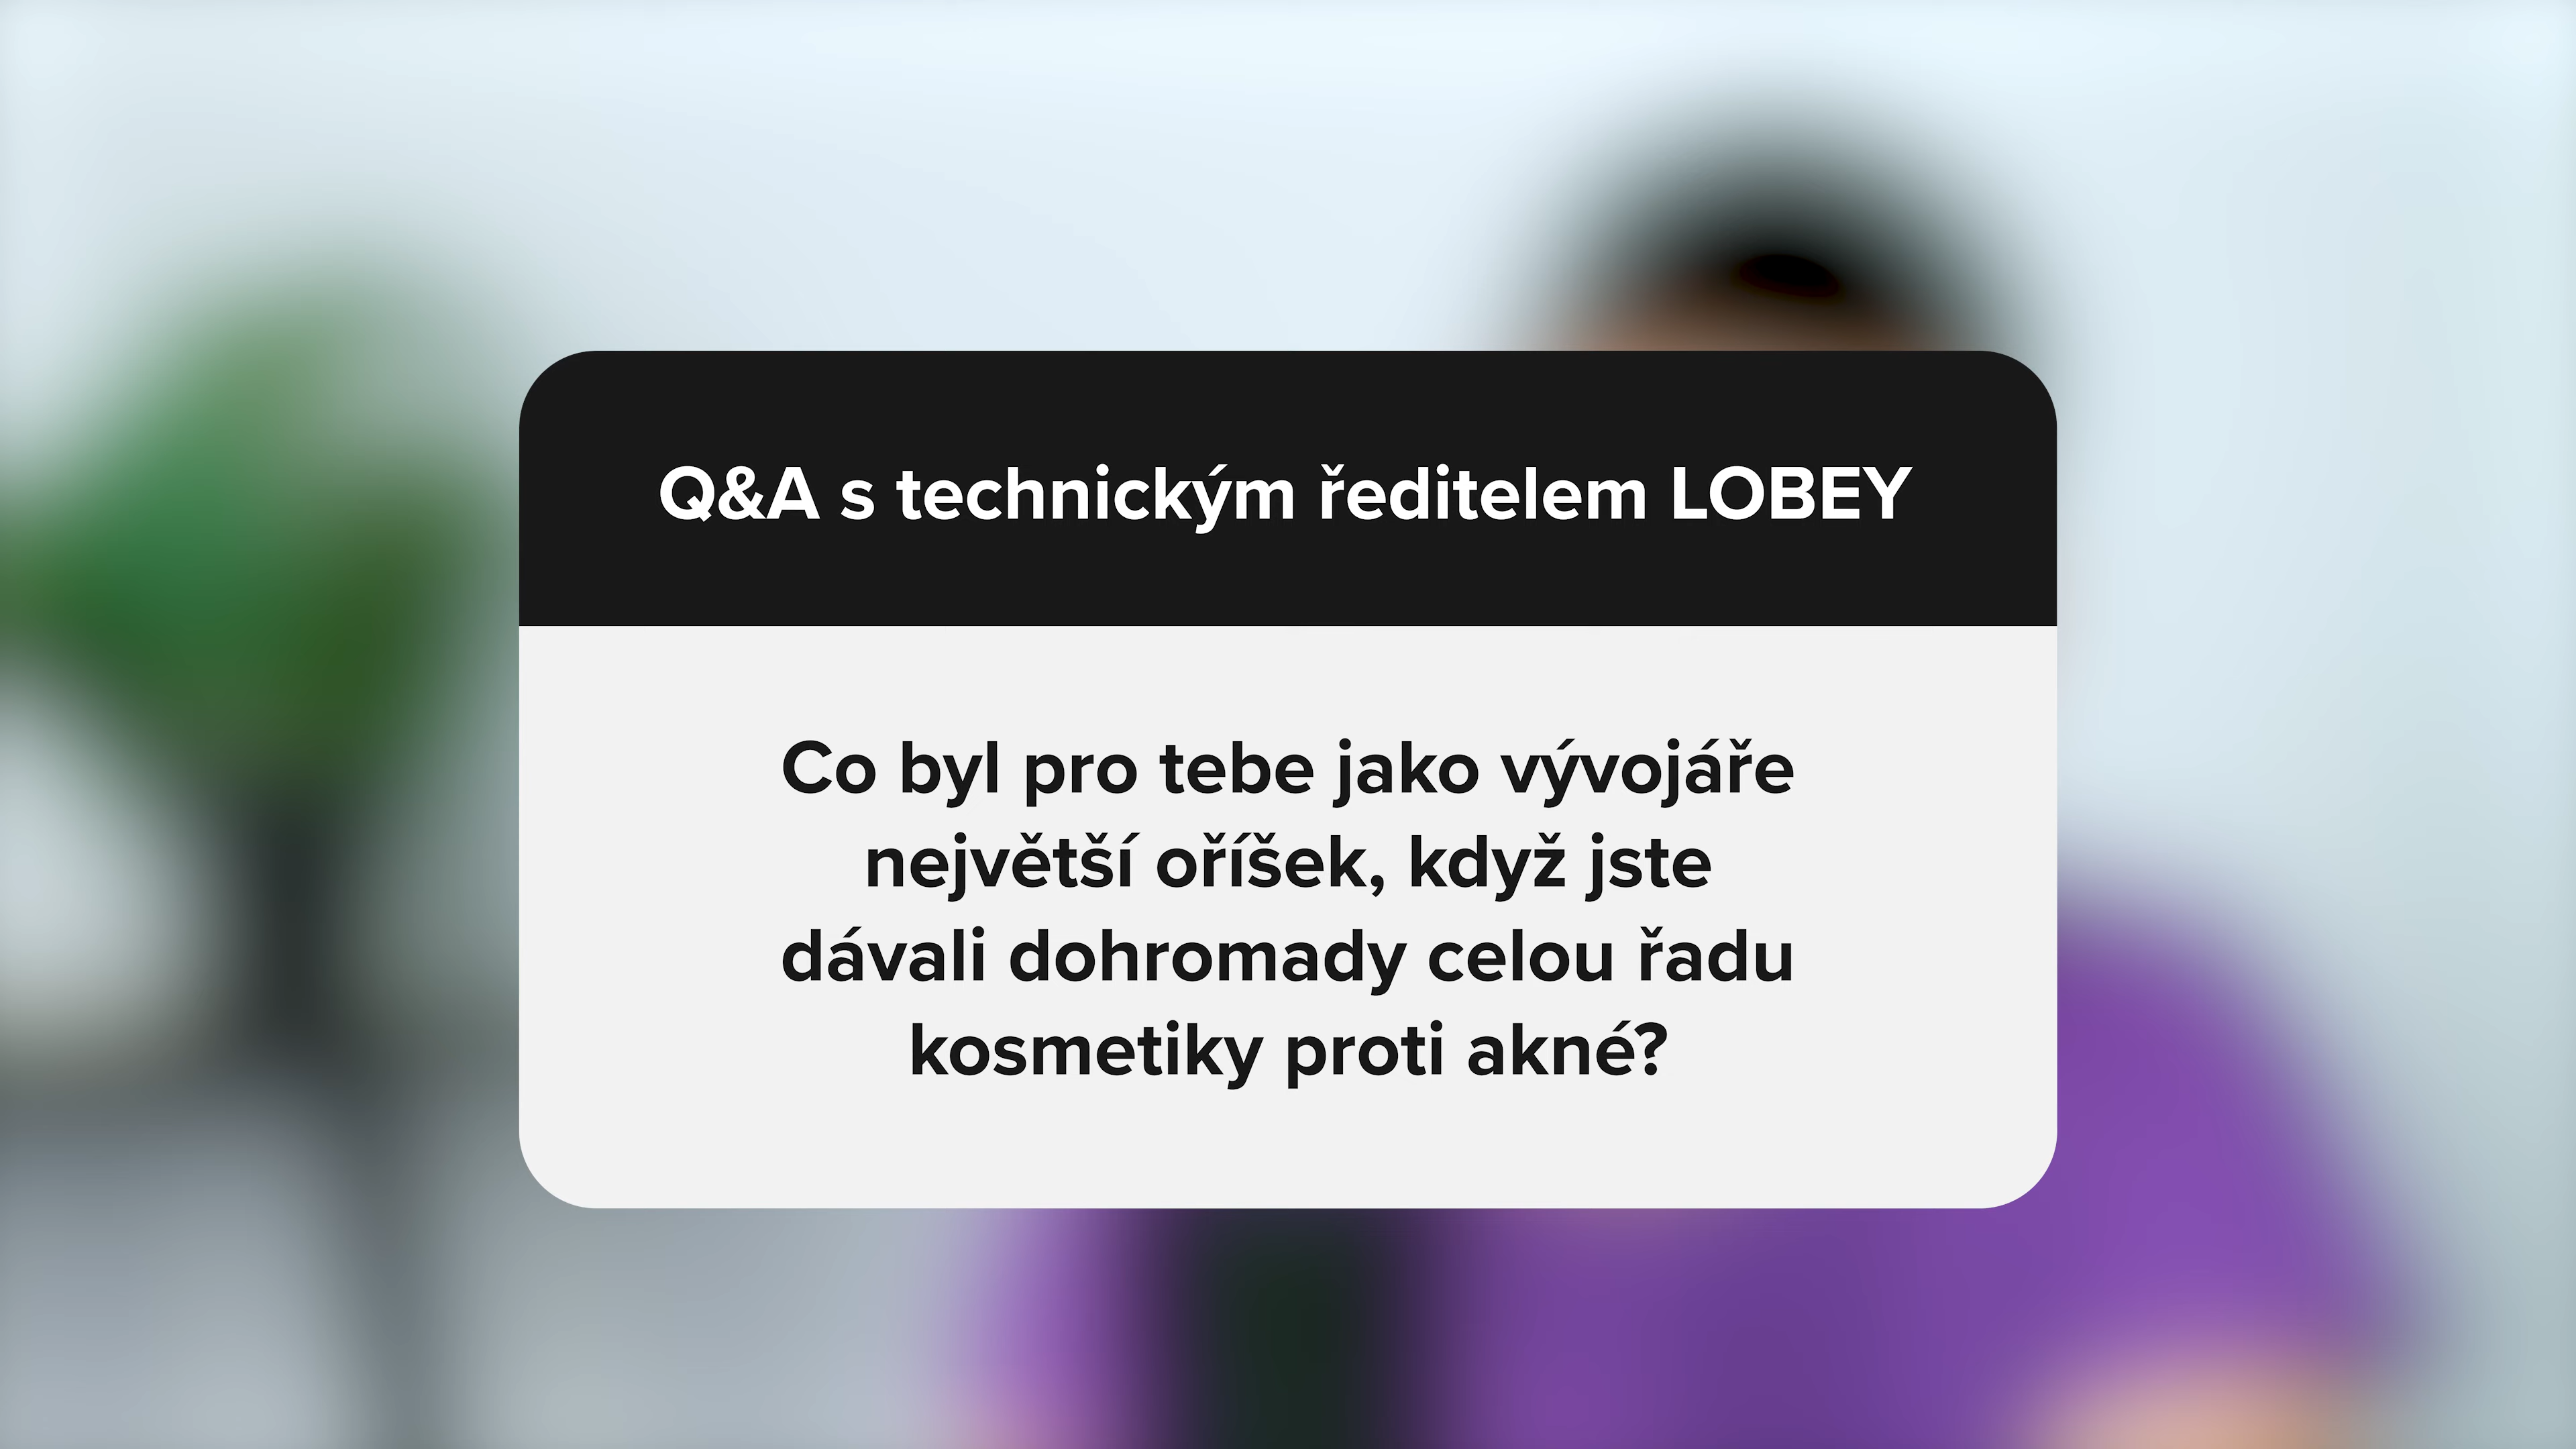 Q&A s technickým ředitelem LOBEY
Co byl pro tebe jako vývojáře
největší oříšek, když jste
dávali dohromady celou řadu
kosmetiky proti akné?